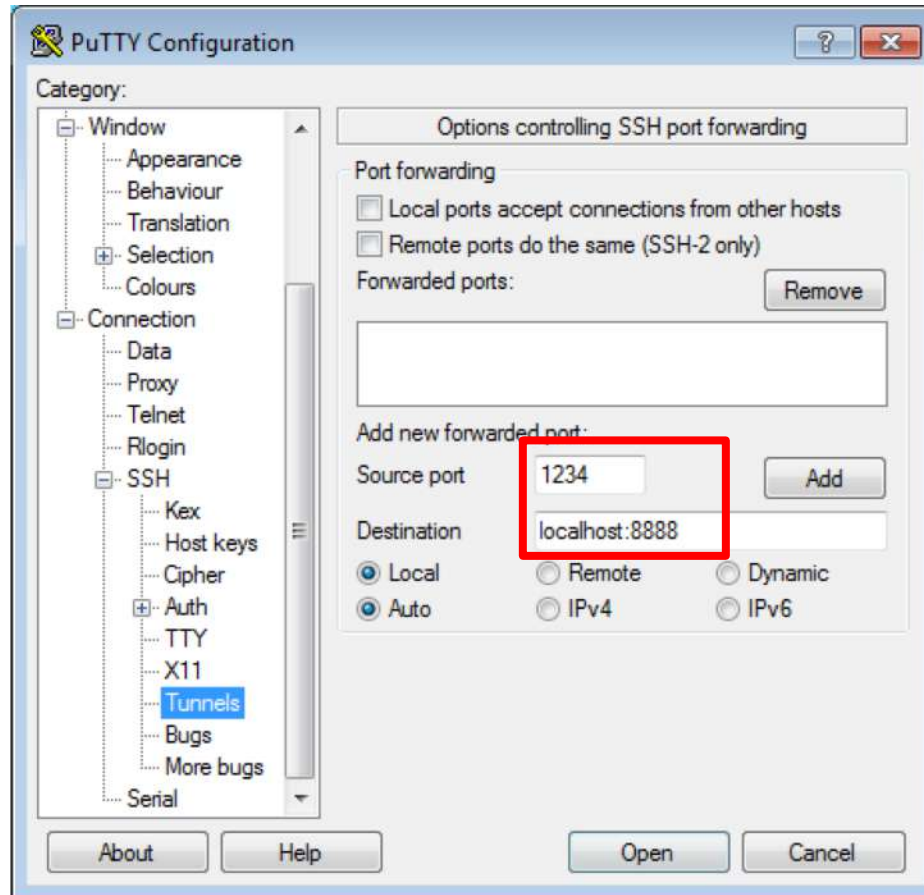 PuTTY Configuration
?
Category:
Window
Appearance
Behaviour
Translation
Selection
Colours
Connection
Data
Proxy
Telnet
Rlogin
SSH
Kex
Host keys
Cipher
Auth
TTY
X11
Tunnels
Bugs
More bugs
Serial
Options controlling SSH port forwarding
Port forwarding
Local ports accept connections from other hosts
Remote ports do the same (SSH-2 only)
Forwarded ports: Remove
Add new forwarded port:
Source port 1234 Add
Destination localhost:8888
Local Remote Dynamic
Auto IPv4 IPv6
About Help Open Cancel